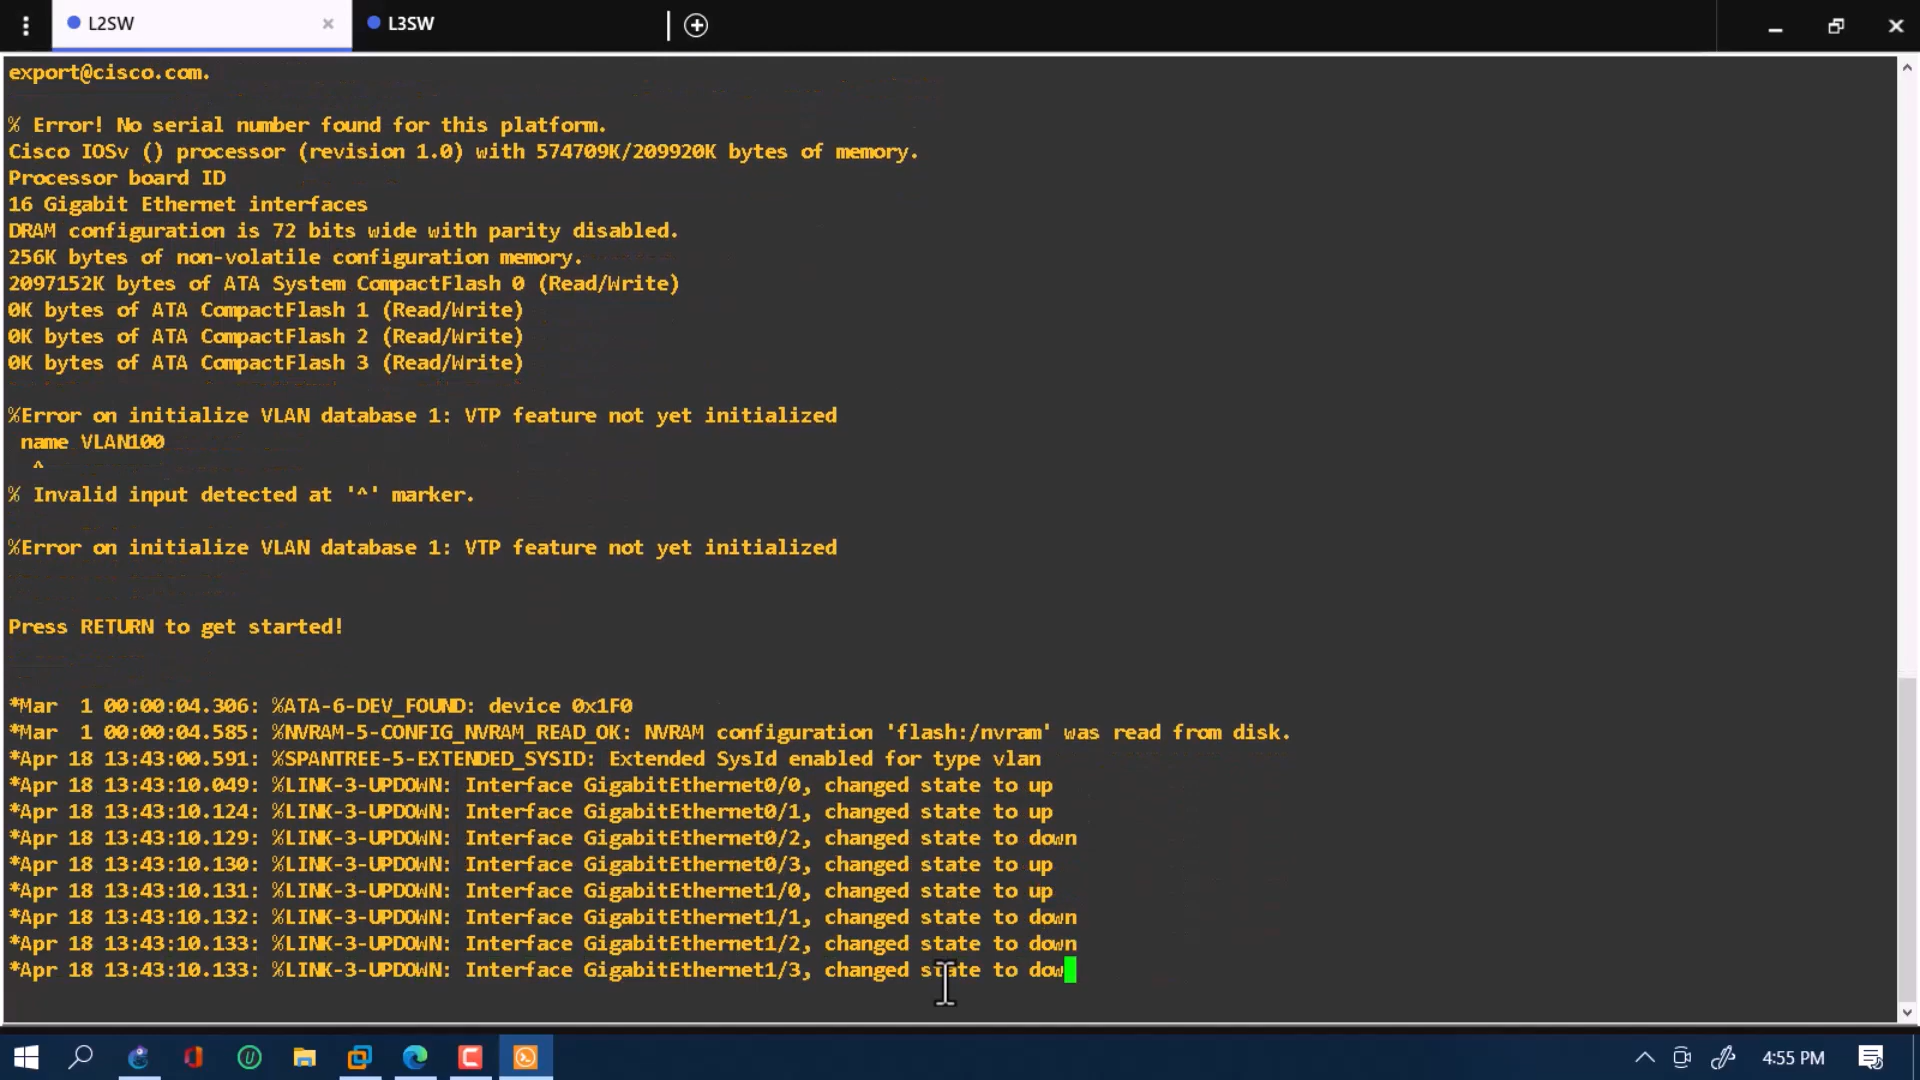 L2SW
L3SW
export@cisco.com.
% Error! No serial number found for this platform.
Cisco IOSv () processor (revision 1.0) with 574709K/209920K bytes of memory.
Processor board ID
16 Gigabit Ethernet interfaces
DRAM configuration is 72 bits wide with parity disabled.
256K bytes of non-volatile configuration memory.
2097152K bytes of ATA System CompactFlash 0 (Read/Write)
0K bytes of ATA CompactFlash 1 (Read/Write)
0K bytes of ATA CompactFlash 2 (Read/Write)
0K bytes of ATA CompactFlash 3 (Read/Write)
%Error on initialize VLAN database 1: VTP feature not yet initialized
name VLAN100
^
% Invalid input detected at '^' marker.
%Error on initialize VLAN database 1: VTP feature not yet initialized
Press RETURN to get started!
*Mar  1 00:00:04.306: %ATA-6-DEV_FOUND: device 0x1F0
*Mar  1 00:00:04.585: %NVRAM-5-CONFIG_NVRAM_READ_OK: NVRAM configuration 'flash:/nvram' was read from disk.
*Apr 18 13:43:00.591: %SPANTREE-5-EXTENDED_SYSID: Extended SysId enabled for type vlan
*Apr 18 13:43:10.049: %LINK-3-UPDOWN: Interface GigabitEthernet0/0, changed state to up
*Apr 18 13:43:10.124: %LINK-3-UPDOWN: Interface GigabitEthernet0/1, changed state to up
*Apr 18 13:43:10.129: %LINK-3-UPDOWN: Interface GigabitEthernet0/2, changed state to down
*Apr 18 13:43:10.130: %LINK-3-UPDOWN: Interface GigabitEthernet0/3, changed state to up
*Apr 18 13:43:10.131: %LINK-3-UPDOWN: Interface GigabitEthernet1/0, changed state to up
*Apr 18 13:43:10.132: %LINK-3-UPDOWN: Interface GigabitEthernet1/1, changed state to down
*Apr 18 13:43:10.133: %LINK-3-UPDOWN: Interface GigabitEthernet1/2, changed state to down
*Apr 18 13:43:10.133: %LINK-3-UPDOWN: Interface GigabitEthernet1/3, changed state to dow
4:55 PM